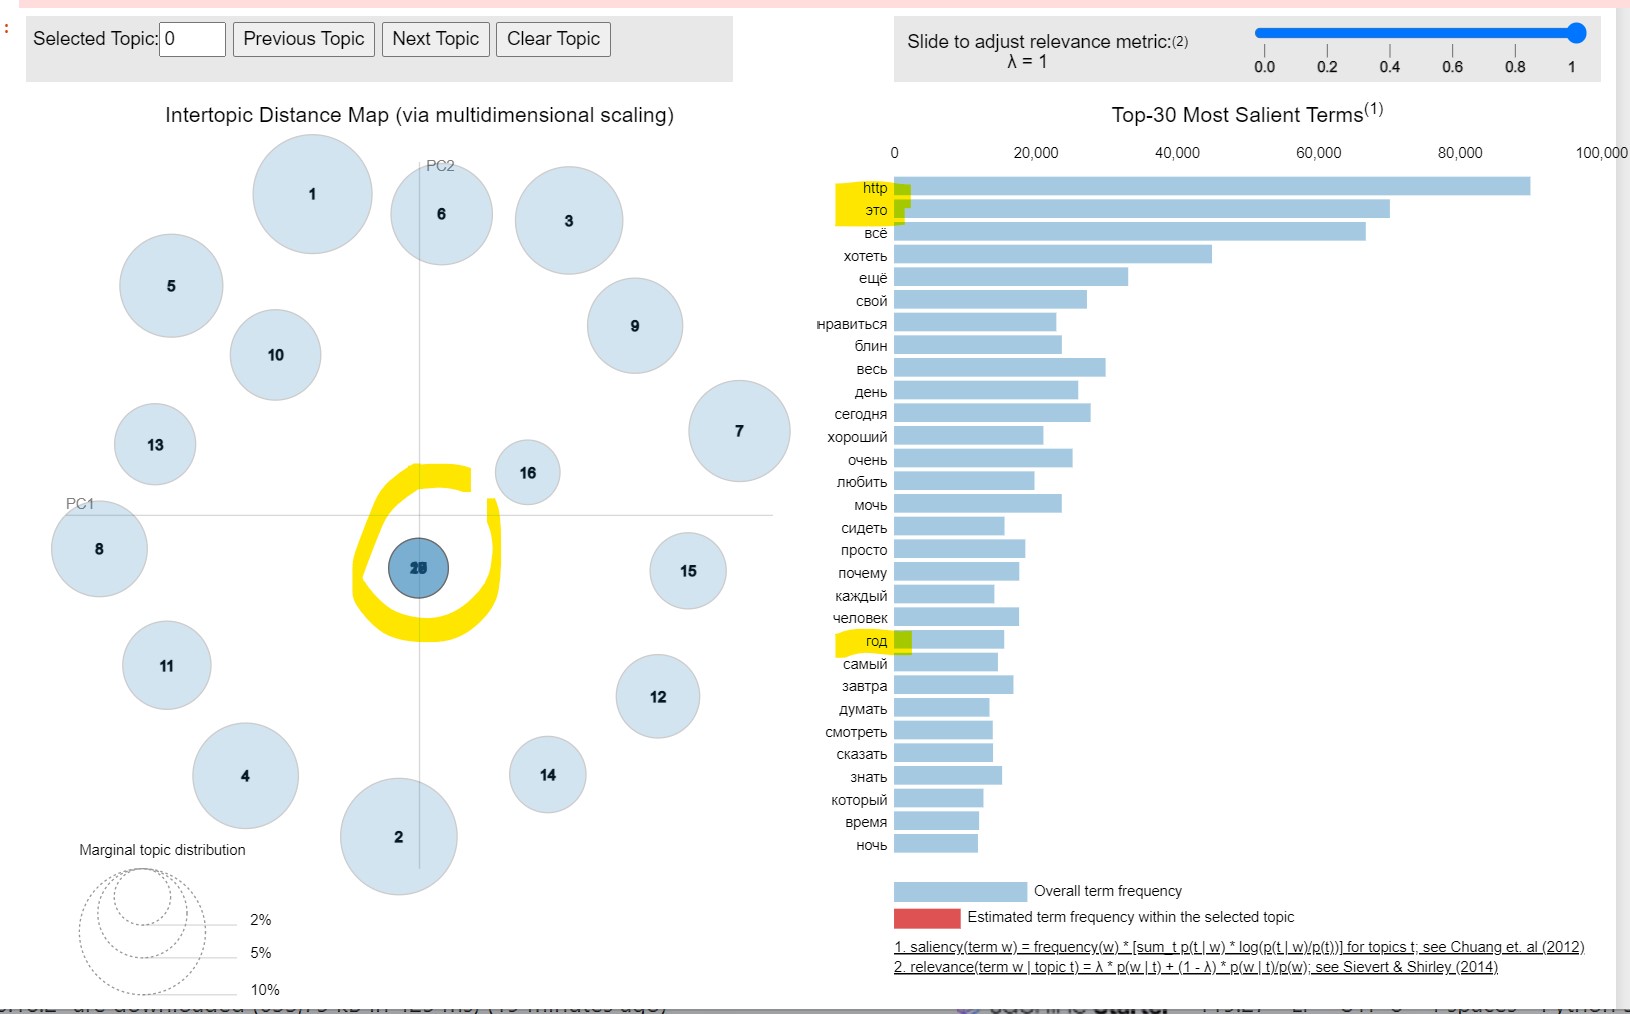 Selected Topic: 0 Previous Topic Next Topic Clear Topic
Slide to adjust relevance metric:(2)
λ = 1
0.0 0.2 0.4 0.6 0.8 1
Intertopic Distance Map (via multidimensional scaling)
PC2
1
6
3
5
9
10
7
13
16
PC1
8
15
11
12
4
14
2
Marginal topic distribution
2%
5%
10%
Top-30 Most Salient Terms(1)
0 20,000 40,000 60,000 80,000 100,000
http
это
всё
хотеть
ещё
свой
нравиться
блин
весь
день
сегодня
хороший
очень
любить
мочь
сидеть
просто
почему
каждый
человек
год
самый
завтра
думать
смотреть
сказать
знать
который
время
ночь
Overall term frequency
Estimated term frequency within the selected topic
1. saliency(term w) = frequency(w) * [sum_t p(t | w) * log(p(t | w)/p(t))] for topics t; see Chuang et. al (2012)
2. relevance(term w | topic t) = λ * p(w | t) + (1 - λ) * p(w | t)/p(w); see Sievert & Shirley (2014)